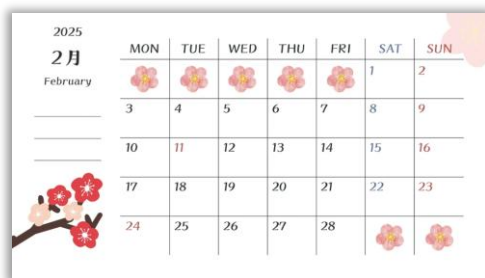 2025
2月
February
MON TUE WED THU FRI SAT SUN
1 2
3 4 5 6 7 8 9
10 11 12 13 14 15 16
17 18 19 20 21 22 23
24 25 26 27 28